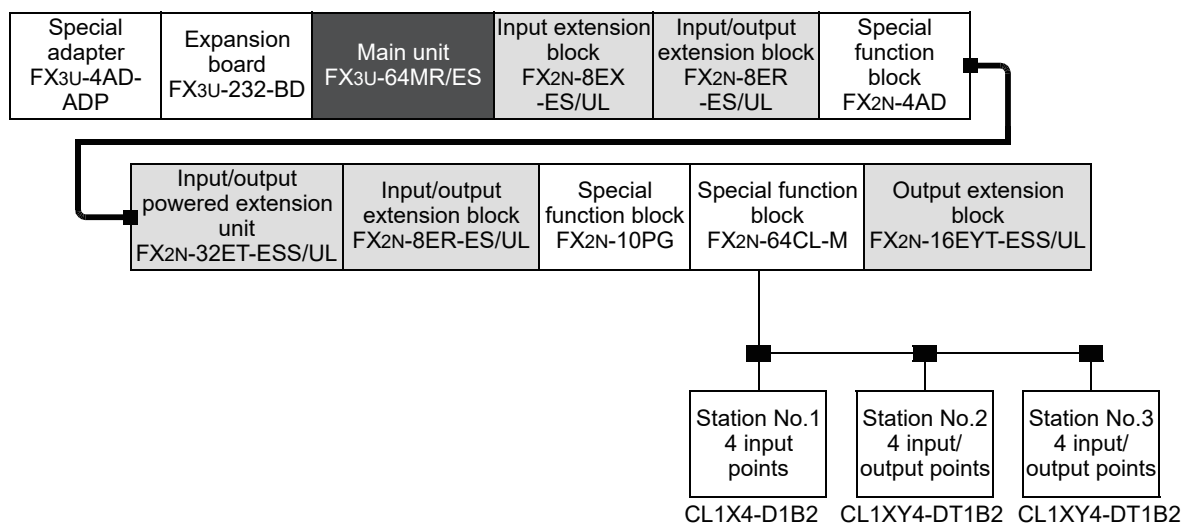 Special
adapter
FX3U-4AD-
ADP
Expansion
board
FX3U-232-BD
Main unit
FX3U-64MR/ES
Input extension
block
FX2N-8EX
-ES/UL
Input/output
extension block
FX2N-8ER
-ES/UL
Special
function
block
FX2N-4AD
Input/output
powered extension
unit
FX2N-32ET-ESS/UL
Input/output
extension block
FX2N-8ER-ES/UL
Special
function block
FX2N-10PG
Special function
block
FX2N-64CL-M
Output extension
block
FX2N-16EYT-ESS/UL
Station No.1
4 input
points
Station No.2
4 input/
output points
Station No.3
4 input/
output points
CL1X4-D1B2
CL1XY4-DT1B2
CL1XY4-DT1B2